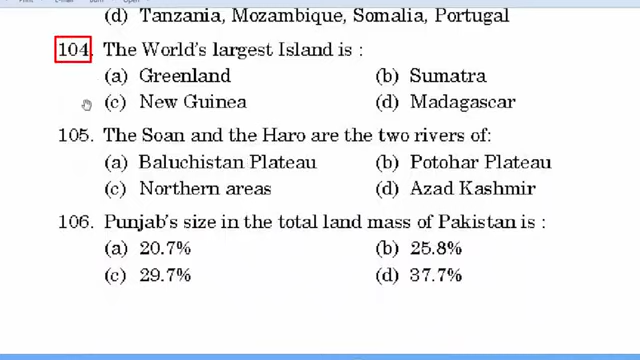 (d) Tanzania, Mozambique, Somalia, Portugal
104. The World's largest Island is :
(a) Greenland (b) Sumatra
(c) New Guinea (d) Madagascar
105. The Soan and the Haro are the two rivers of:
(a) Baluchistan Plateau (b) Potohar Plateau
(c) Northern areas (d) Azad Kashmir
106. Punjab's size in the total land mass of Pakistan is :
(a) 20.7% (b) 25.8%
(c) 29.7% (d) 37.7%